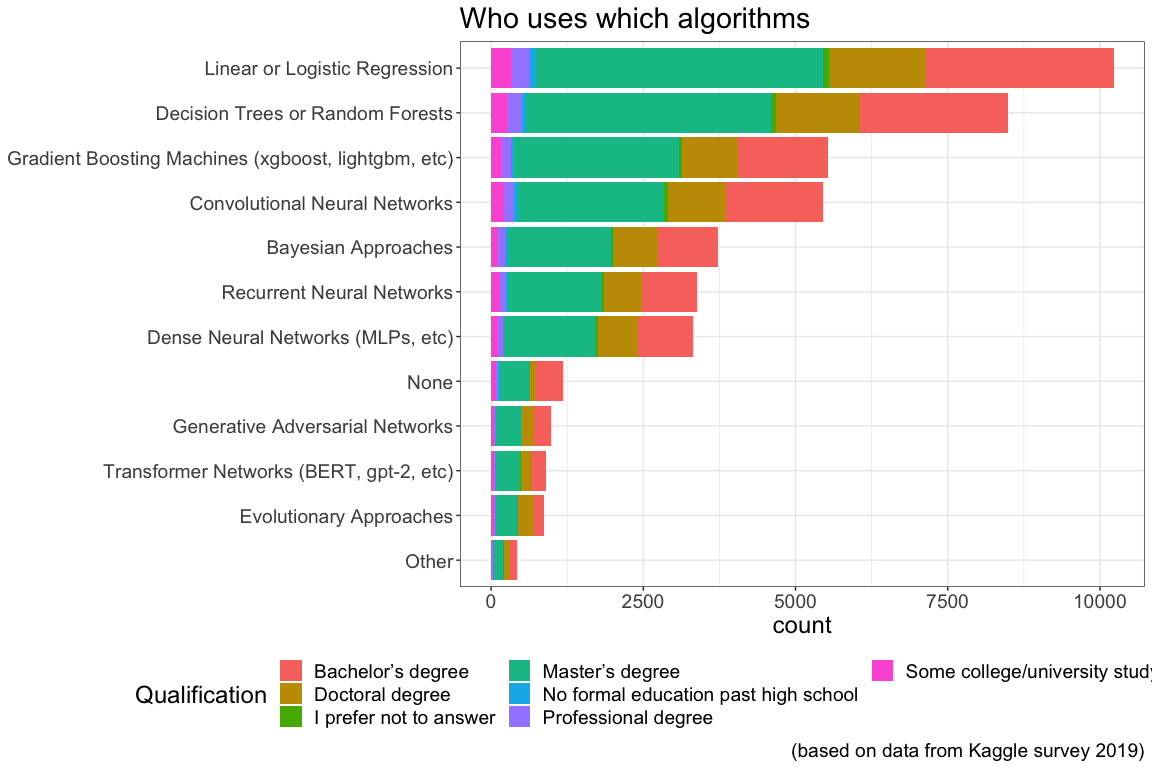 Who uses which algorithms
Linear or Logistic Regression
Decision Trees or Random Forests
Gradient Boosting Machines (xgboost, lightgbm, etc)
Convolutional Neural Networks
Bayesian Approaches
Recurrent Neural Networks
Dense Neural Networks (MLPs, etc)
None
Generative Adversarial Networks
Transformer Networks (BERT, gpt-2, etc)
Evolutionary Approaches
Other
0 2500 5000 7500 10000
count
Qualification
Bachelor’s degree
Doctoral degree
I prefer not to answer
Master’s degree
No formal education past high school
Professional degree
Some college/university study
(based on data from Kaggle survey 2019)